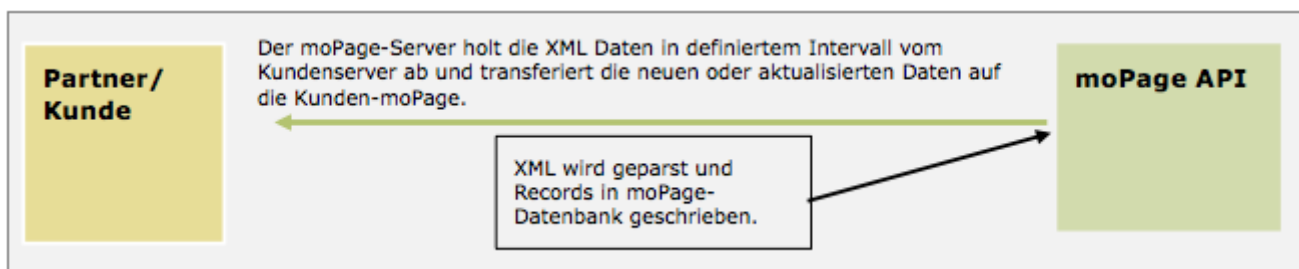 Partner/
Kunde
Der moPage-Server holt die XML Daten in definiertem Intervall vom
Kundenserver ab und transferiert die neuen oder aktualisierten Daten auf
die Kunden-moPage.
moPage API
XML wird geparst und
Records in moPage-
Datenbank geschrieben.